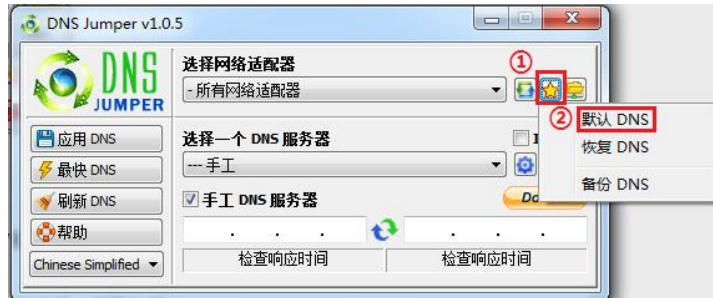 DNS Jumper v1.0.5
DNS
JUMPER
选择网络适配器
①
- 所有网络适配器
② 默认 DNS
恢复 DNS
备份 DNS
应用 DNS
最快 DNS
刷新 DNS
帮助
Chinese Simplified
选择一个 DNS 服务器
--- 手工
手工 DNS 服务器
. . .
. . .
检查响应时间
检查响应时间